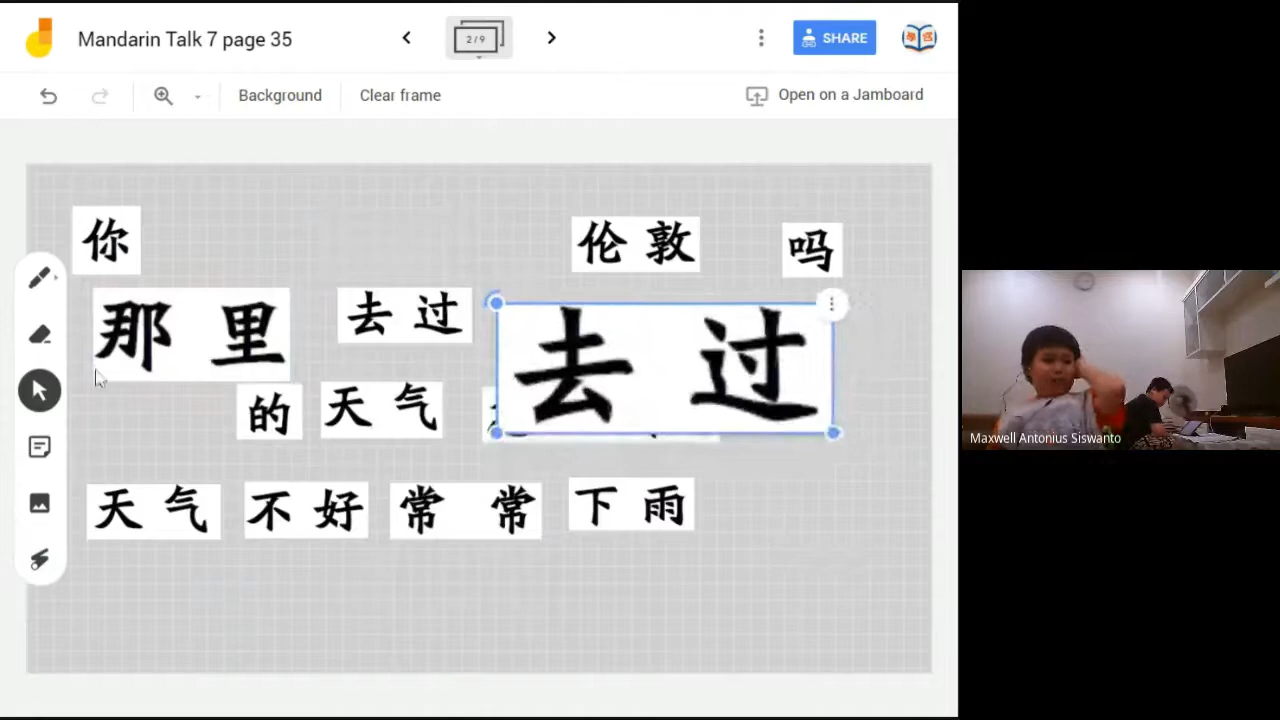 Mandarin Talk 7 page 35
2/9
SHARE
學習
Background
Clear frame
Open on a Jamboard
你
伦敦
吗
那里
去过
去过
的
天气
天气
不好
常常
下雨
Maxwell Antonius Siswanto